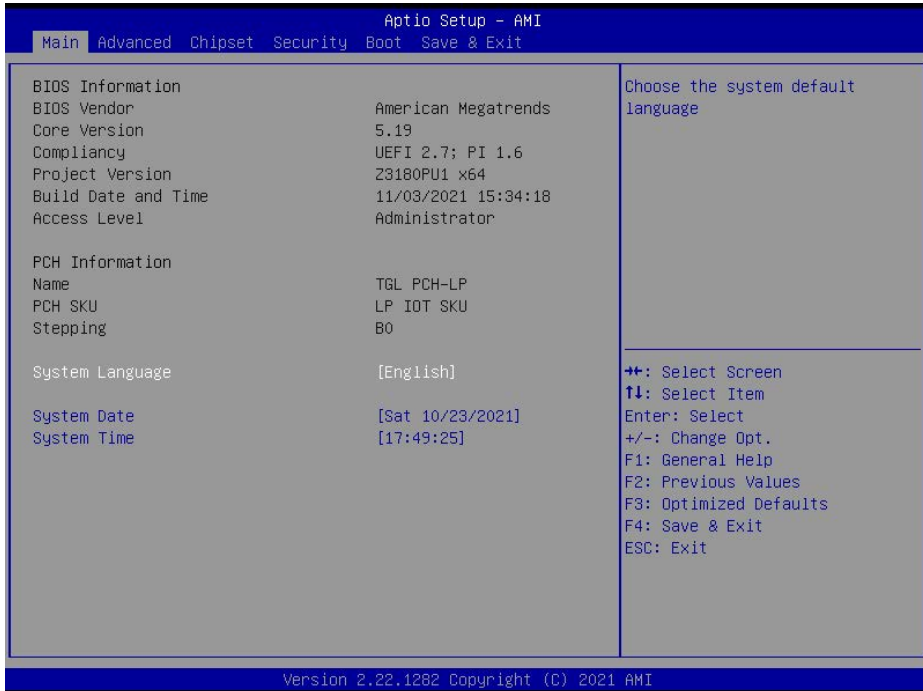 Aptio Setup – AMI
Main Advanced Chipset Security Boot Save & Exit
BIOS Information
BIOS Vendor American Megatrends
Core Version 5.19
Compliancy UEFI 2.7; PI 1.6
Project Version Z3180PU1 x64
Build Date and Time 11/03/2021 15:34:18
Access Level Administrator
PCH Information
Name TGL PCH-LP
PCH SKU LP IOT SKU
Stepping B0
System Language [English]
System Date [Sat 10/23/2021]
System Time [17:49:25]
Choose the system default
language
→←: Select Screen
↑↓: Select Item
Enter: Select
+/-: Change Opt.
F1: General Help
F2: Previous Values
F3: Optimized Defaults
F4: Save & Exit
ESC: Exit
Version 2.22.1282 Copyright (C) 2021 AMI